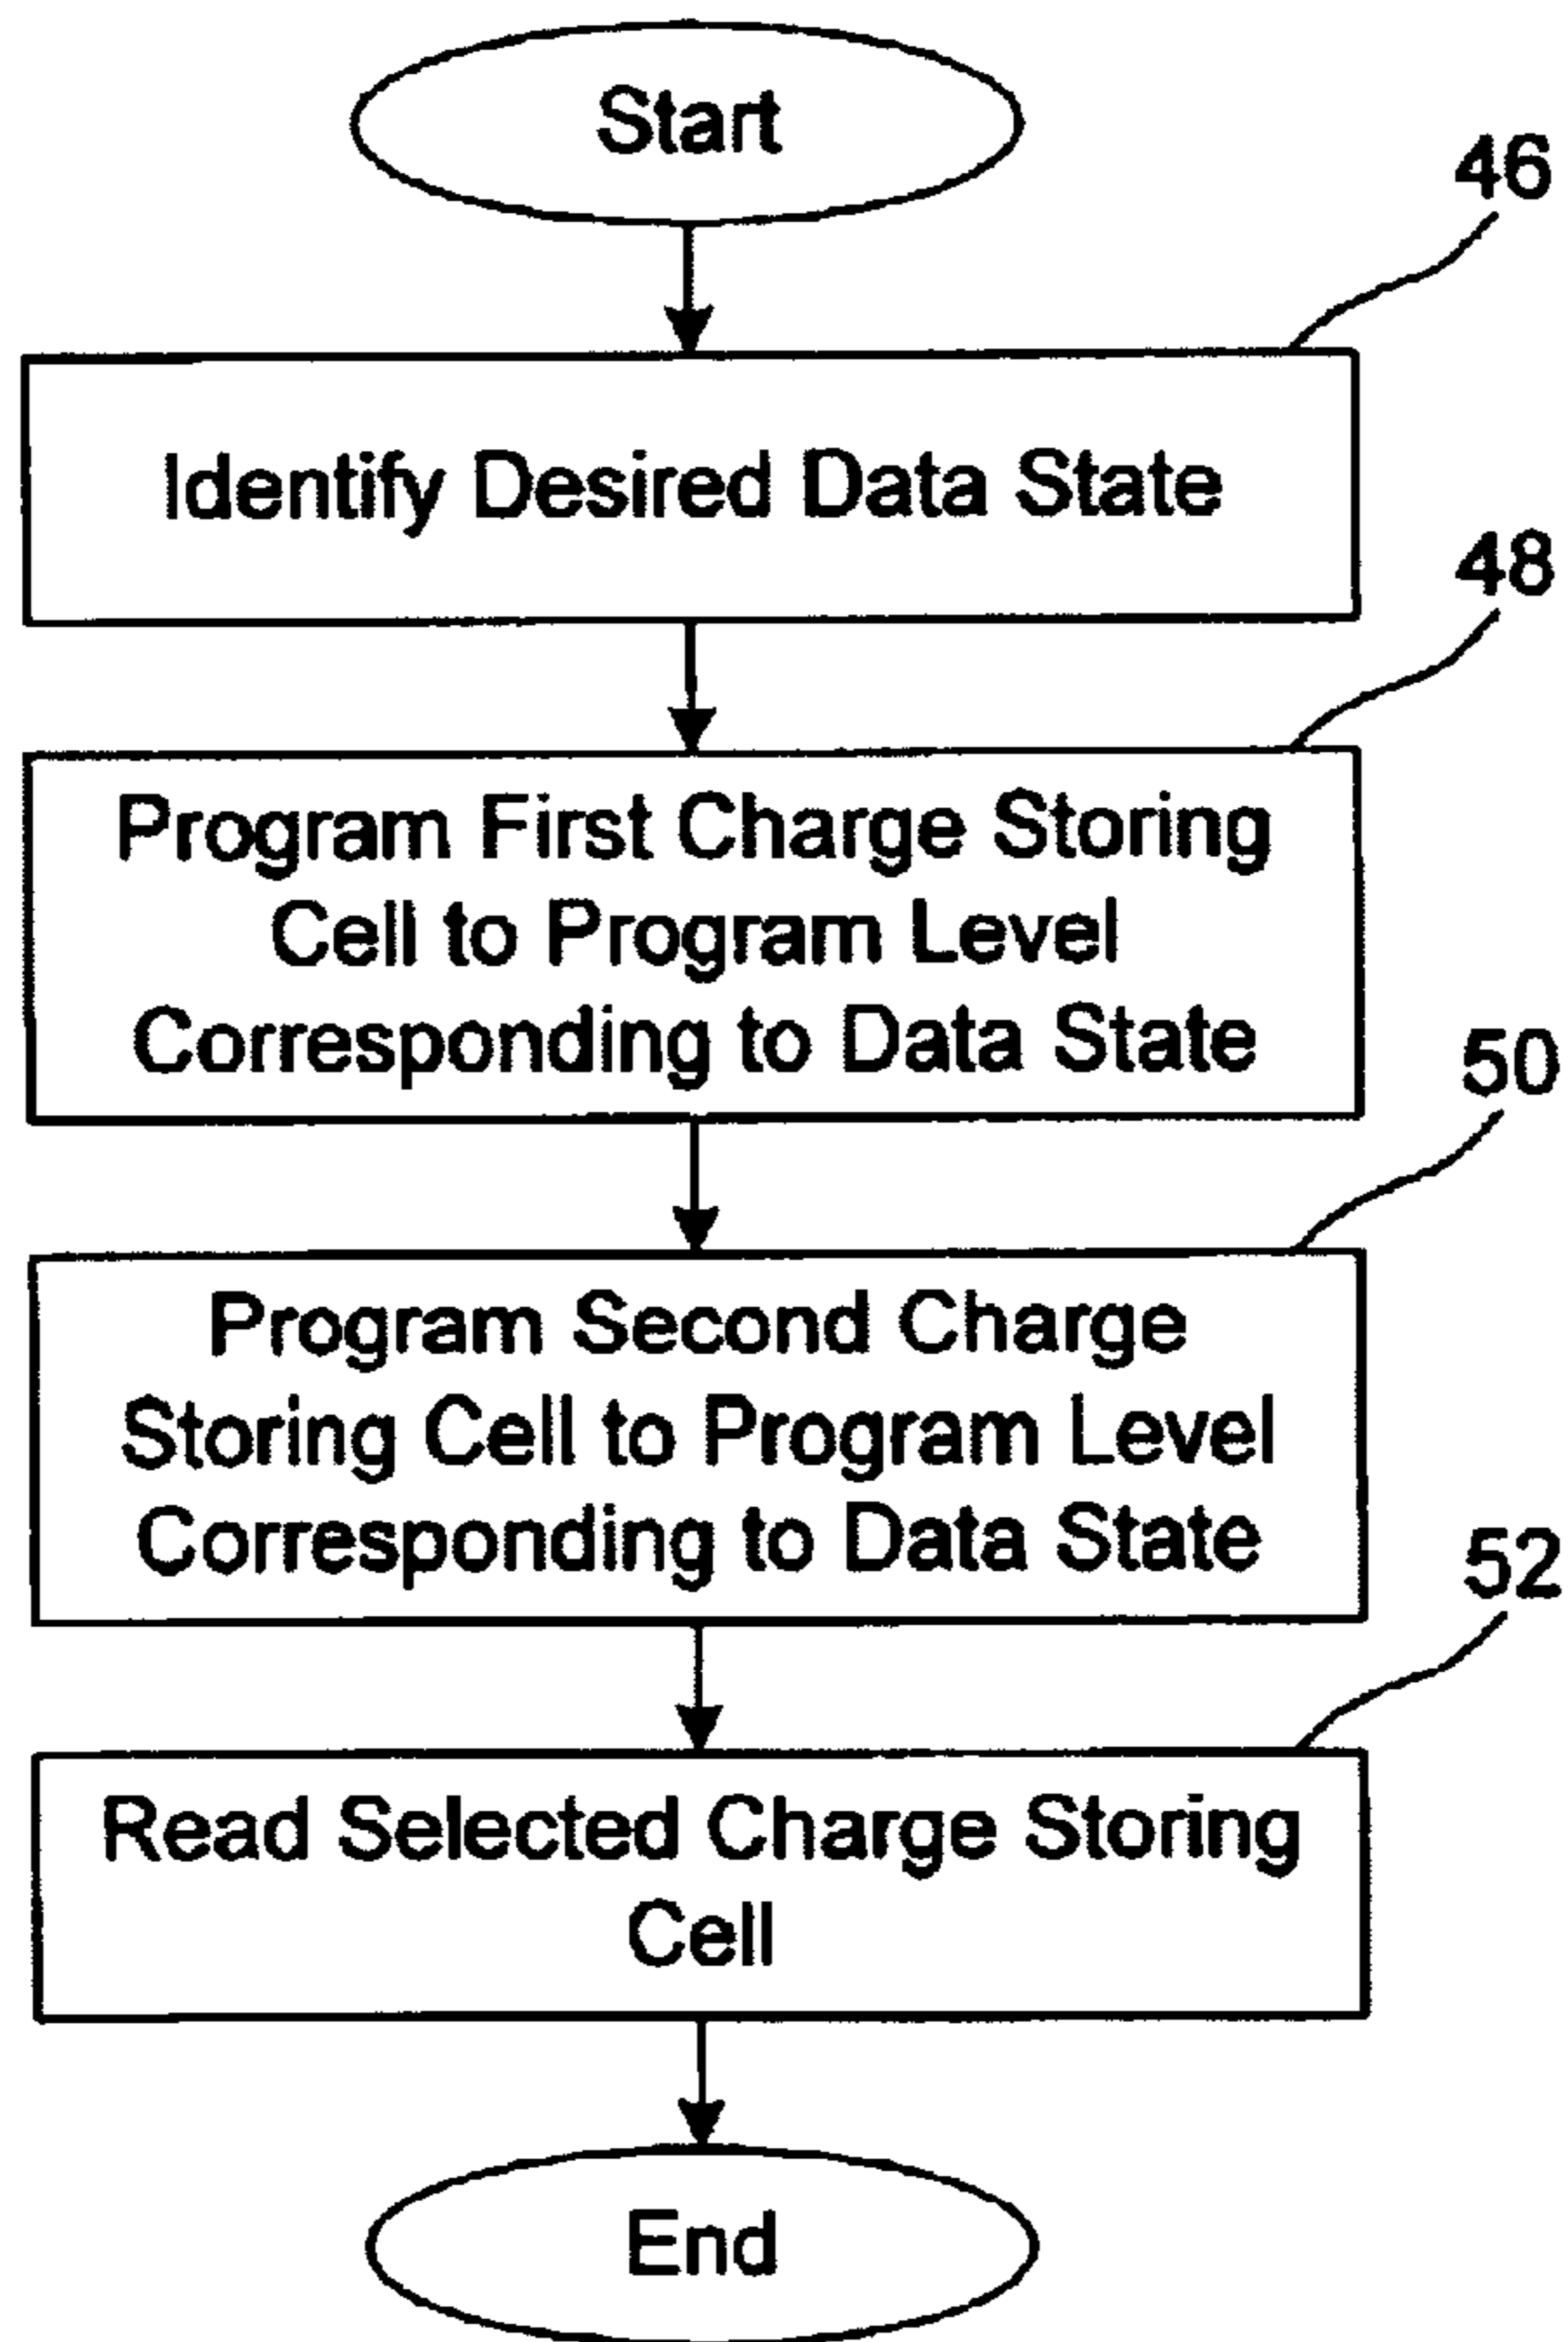 Start
46
Identify Desired Data State
48
Program First Charge Storing
Cell to Program Level
Corresponding to Data State
50
Program Second Charge
Storing Cell to Program Level
Corresponding to Data State
52
Read Selected Charge Storing
Cell
End